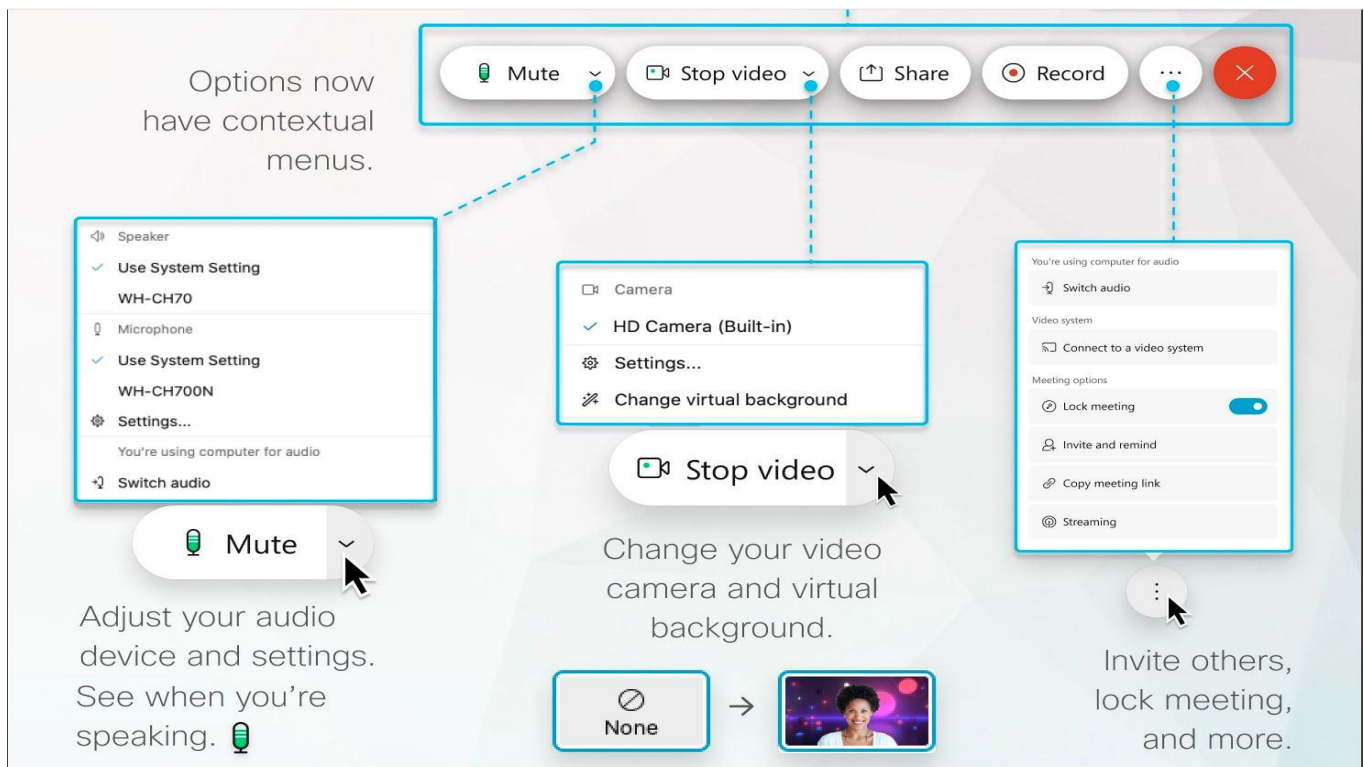 Options now
have contextual
menus.
Mute
Stop video
Share
Record
Speaker
Use System Setting
WH-CH70
Microphone
Use System Setting
WH-CH700N
Settings...
You're using computer for audio
Switch audio
Mute
Adjust your audio
device and settings.
See when you're
speaking.
Camera
HD Camera (Built-in)
Settings...
Change virtual background
Stop video
Change your video
camera and virtual
background.
None
You're using computer for audio
Switch audio
Video system
Connect to a video system
Meeting options
Lock meeting
Invite and remind
Copy meeting link
Streaming
Invite others,
lock meeting,
and more.